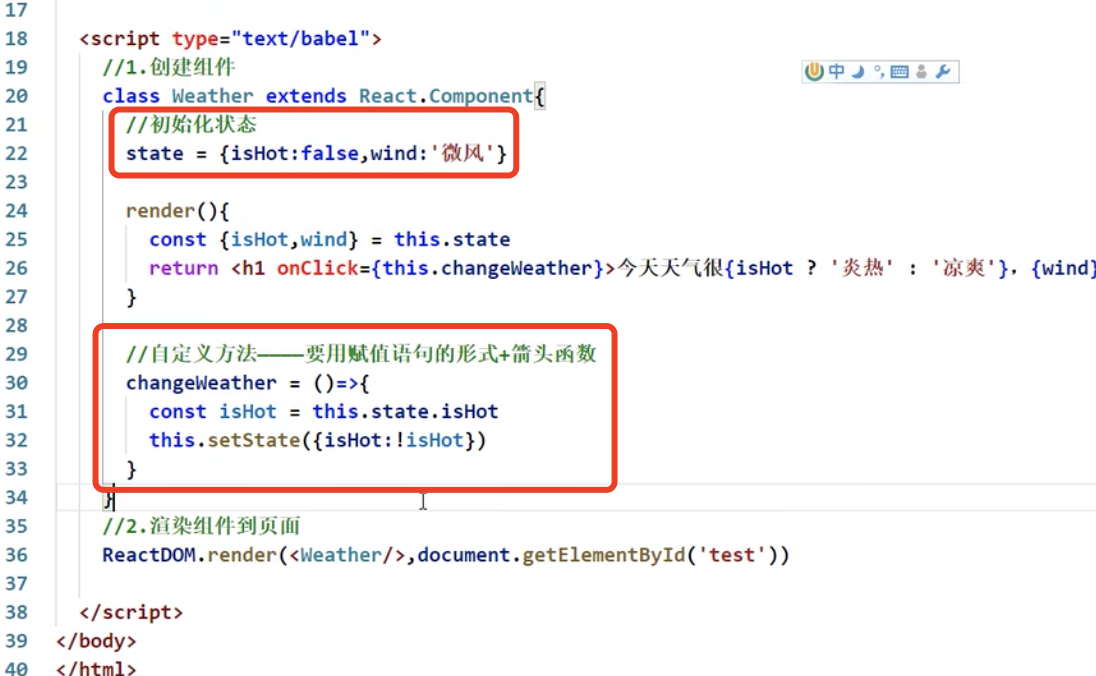 17
18 <script type="text/babel">
19 //1.创建组件
20 class Weather extends React.Component{
21 //初始化状态
22 state = {isHot:false,wind:'微风'}
23
24 render(){
25 const {isHot,wind} = this.state
26 return <h1 onClick={this.changeWeather}>今天天气很{isHot ? '炎热' : '凉爽'}，{wind}
27 }
28
29 //自定义方法————要用赋值语句的形式+箭头函数
30 changeWeather = ()=>{
31 const isHot = this.state.isHot
32 this.setState({isHot:!isHot})
33 }
34 }
35 //2.渲染组件到页面
36 ReactDOM.render(<Weather/>,document.getElementById('test'))
37
38 </script>
39 </body>
40 </html>
中